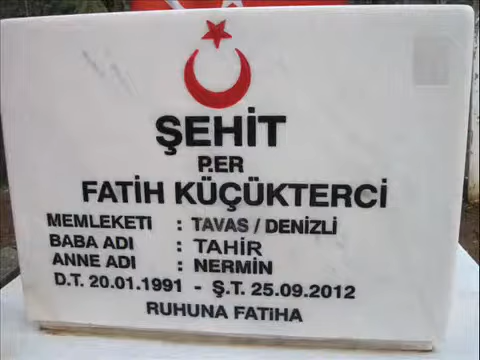 ŞEHİT
P.ER
FATİH KÜÇÜKTERCİ
MEMLEKETİ : TAVAS / DENİZLİ
BABA ADI : TAHİR
ANNE ADI : NERMİN
D.T. 20.01.1991 - Ş.T. 25.09.2012
RUHUNA FATİHA